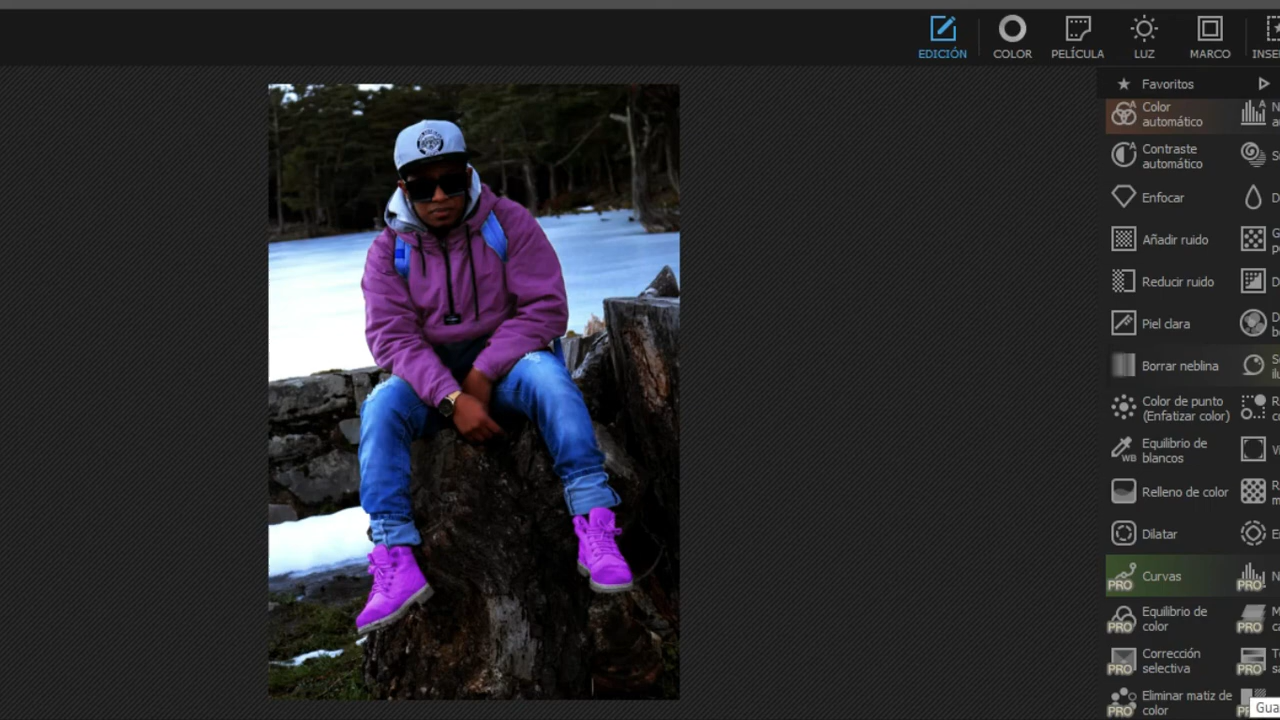 EDICIÓN COLOR PELÍCULA LUZ MARCO
Favoritos
Color
automático
Contraste
automático
Enfocar
Añadir ruido
Reducir ruido
Piel clara
Borrar neblina
Color de punto
(Enfatizar color)
Equilibrio de
blancos
WB
Relleno de color
Dilatar
Curvas
PRO
PRO
Equilibrio de
color
PRO
PRO
Corrección
selectiva
PRO
PRO
Eliminar matiz de
color
PRO